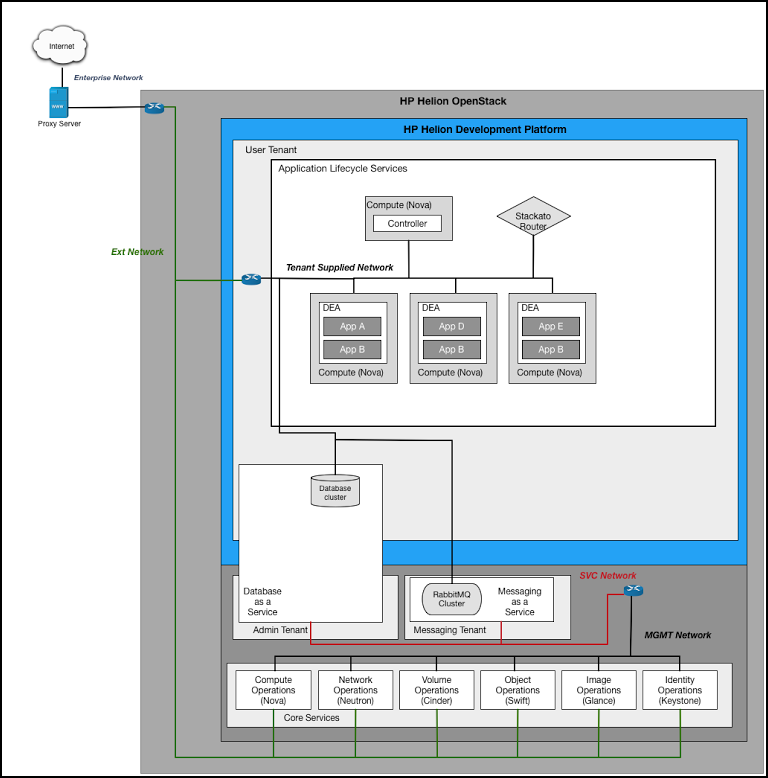 Internet
Enterprise Network
www
Proxy Server
HP Helion OpenStack
HP Helion Development Platform
User Tenant
Application Lifecycle Services
Compute (Nova)
Controller
Stackato
Router
Ext Network
Tenant Supplied Network
DEA
App A
App B
Compute (Nova)
DEA
App D
App B
Compute (Nova)
DEA
App E
App B
Compute (Nova)
Database
cluster
SVC Network
Database
as a
Service
Admin Tenant
RabbitMQ
Cluster
Messaging
as a
Service
Messaging Tenant
MGMT Network
Compute
Operations
(Nova)
Network
Operations
(Neutron)
Volume
Operations
(Cinder)
Object
Operations
(Swift)
Image
Operations
(Glance)
Identity
Operations
(Keystone)
Core Services